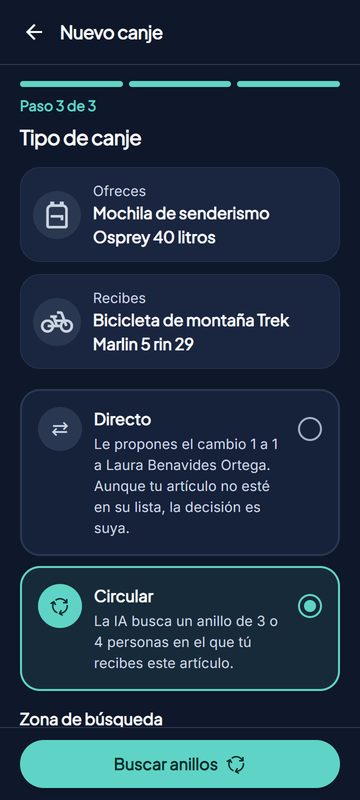 Nuevo canje
Paso 3 de 3
Tipo de canje
Ofreces
Mochila de senderismo
Osprey 40 litros
Recibes
Bicicleta de montaña Trek
Marlin 5 rin 29
Directo
Le propones el cambio 1 a 1
a Laura Benavides Ortega.
Aunque tu artículo no esté
en su lista, la decisión es
suya.
Circular
La IA busca un anillo de 3 o
4 personas en el que tú
recibes este artículo.
Zona de búsqueda
Buscar anillos